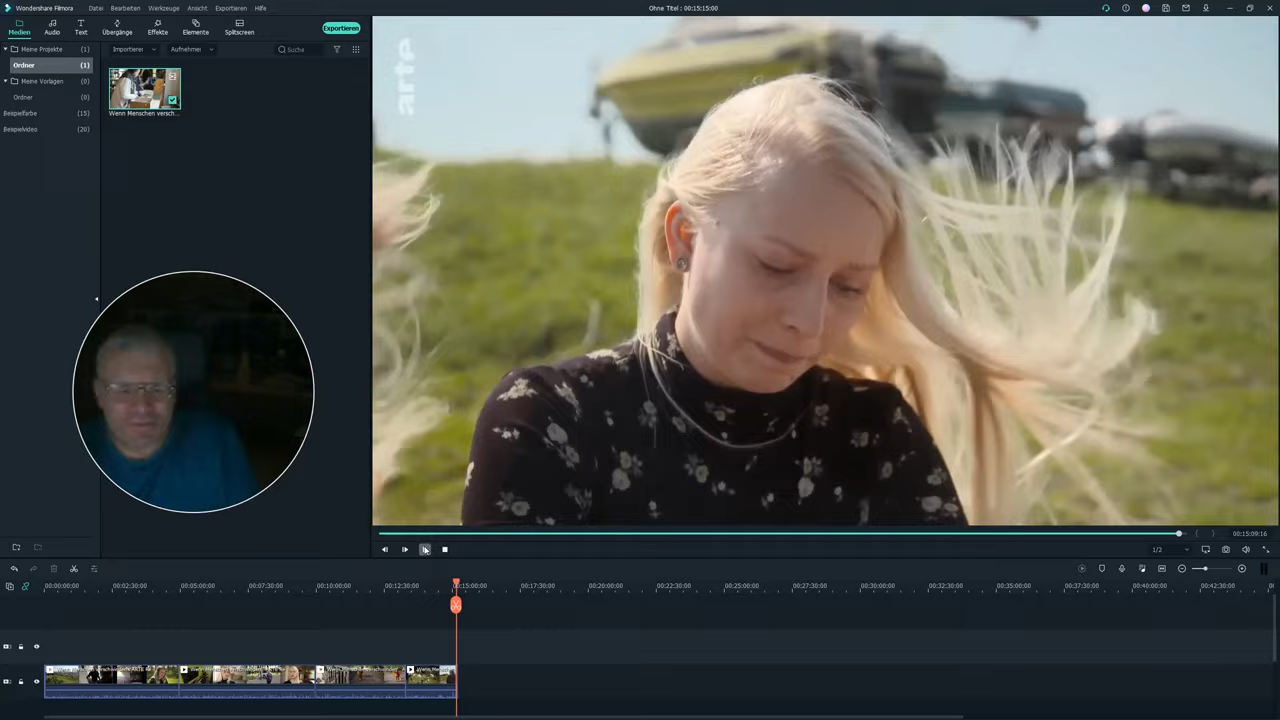 Wondershare Filmora Datei Bearbeiten Werkzeuge Ansicht Exportieren Hilfe Ohne Titel : 00:15:15:00
Medien Audio Text Übergänge Effekte Elemente Splitscreen Exportieren
Meine Projekte (1)
Ordner (1)
Meine Vorlagen (0)
Ordner (0)
Beispielfarbe (15)
Beispielvideo (20)
Importieren Aufnehmen Suche
Wenn Menschen versch...
arte
00:15:09:16
1/2
00:00:00:00 00:02:30:00 00:05:00:00 00:07:30:00 00:10:00:00 00:12:30:00 00:15:00:00 00:17:30:00 00:20:00:00 00:22:30:00 00:25:00:00 00:27:30:00 00:30:00:00 00:32:30:00 00:35:00:00 00:37:30:00 00:40:00:00 00:42:30:00